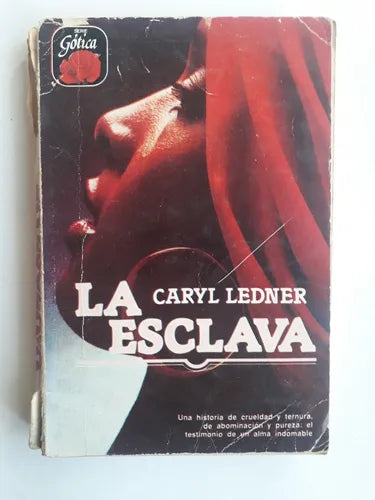 SERIE
Gótica
LA CARYL LEDNER
ESCLAVA
Una historia de crueldad y ternura,
de abominación y pureza: el
testimonio de un alma indomable